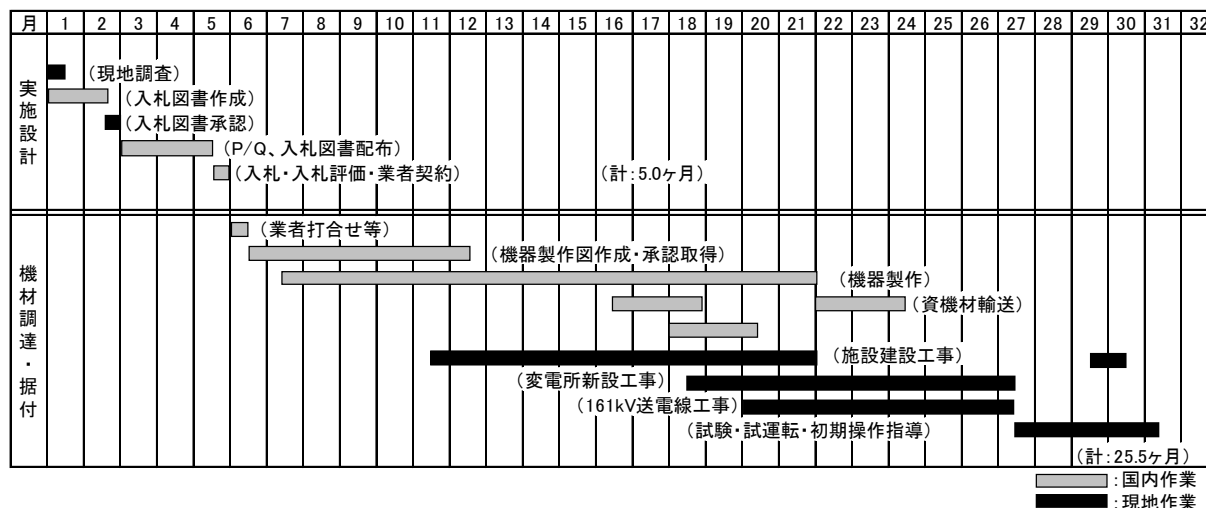 月 1 2 3 4 5 6 7 8 9 10 11 12 13 14 15 16 17 18 19 20 21 22 23 24 25 26 27 28 29 30 31 32
実施設計
（現地調査）
（入札図書作成）
（入札図書承認）
（P/Q、入札図書配布）
（入札・入札評価・業者契約）
（計：5.0ヶ月）
機材調達・据付
（業者打合せ等）
（機器製作図作成・承認取得）
（機器製作）
（資機材輸送）
（施設建設工事）
（変電所新設工事）
（161kV送電線工事）
（試験・試運転・初期操作指導）
（計：25.5ヶ月）
：国内作業
：現地作業